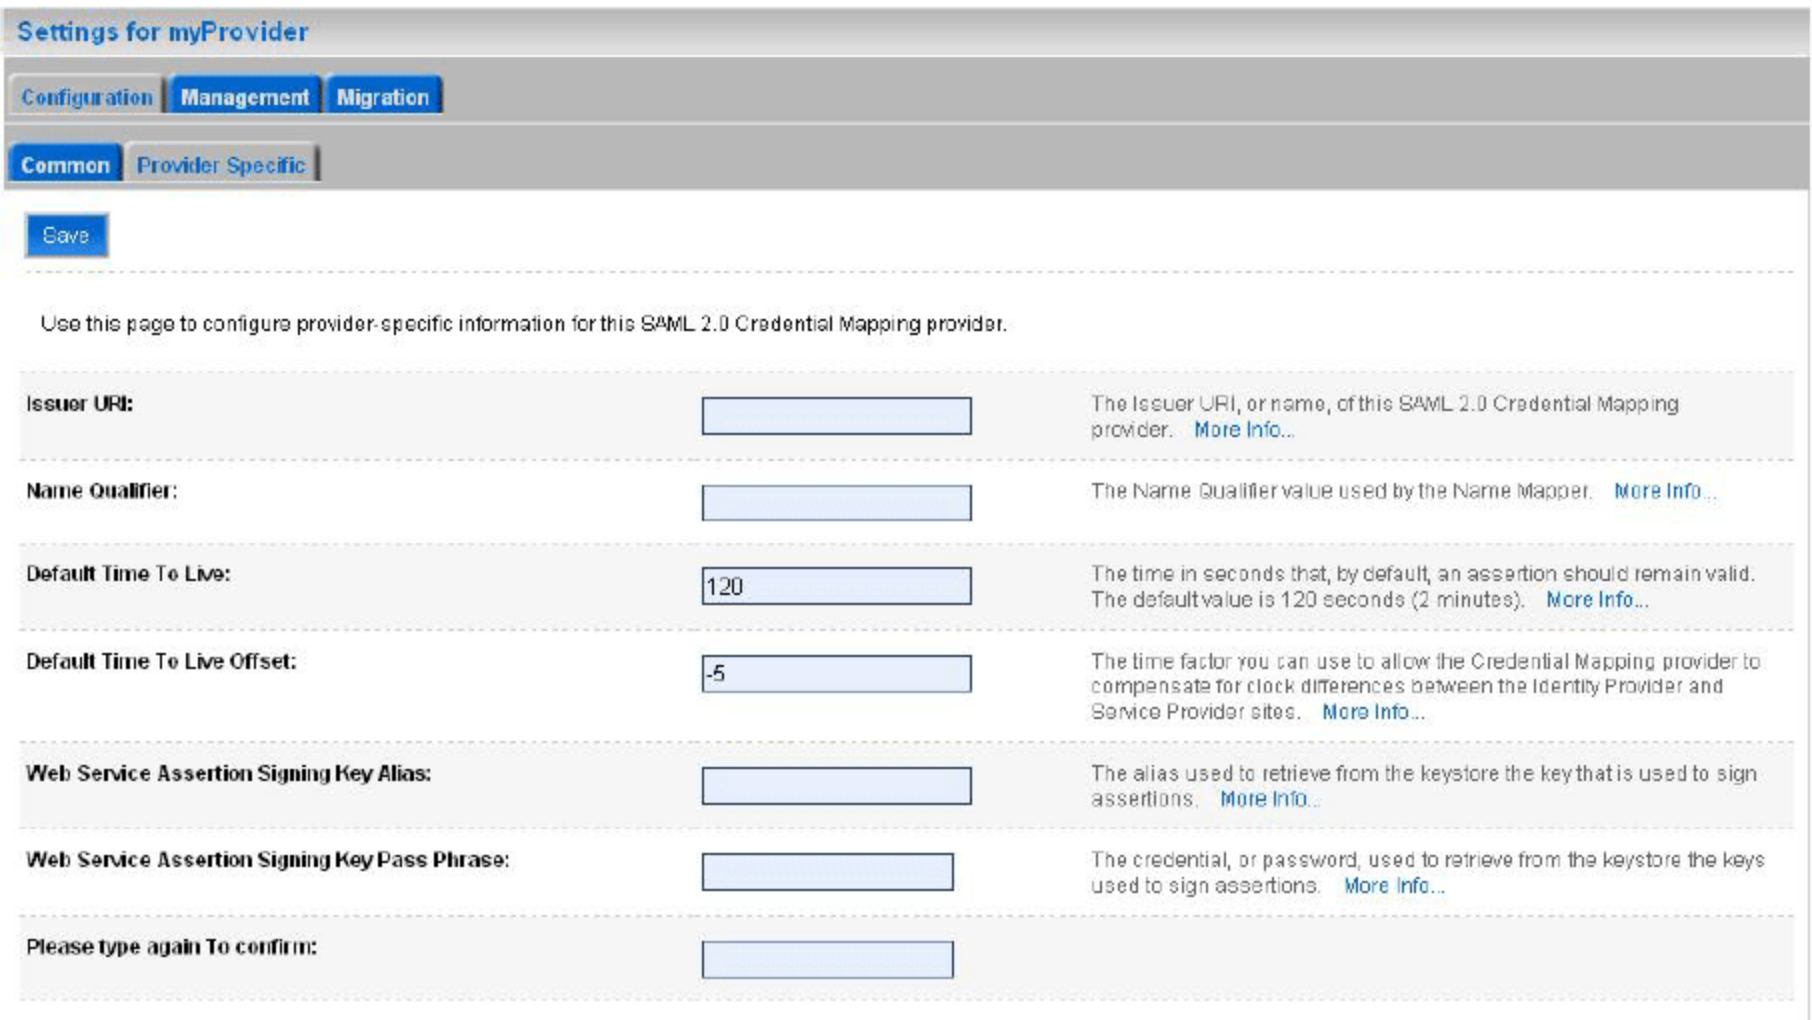 Settings for myProvider
Configuration Management Migration
Common Provider Specific
Save
Use this page to configure provider-specific information for this SAML 2.0 Credential Mapping provider.
Issuer URI:
The Issuer URI, or name, of this SAML 2.0 Credential Mapping
provider. More Info...
Name Qualifier:
The Name Qualifier value used by the Name Mapper. More Info...
Default Time To Live:
120
The time in seconds that, by default, an assertion should remain valid.
The default value is 120 seconds (2 minutes). More Info...
Default Time To Live Offset:
-5
The time factor you can use to allow the Credential Mapping provider to
compensate for clock differences between the Identity Provider and
Service Provider sites. More Info...
Web Service Assertion Signing Key Alias:
The alias used to retrieve from the keystore the key that is used to sign
assertions. More Info...
Web Service Assertion Signing Key Pass Phrase:
The credential, or password, used to retrieve from the keystore the keys
used to sign assertions. More Info...
Please type again To confirm: